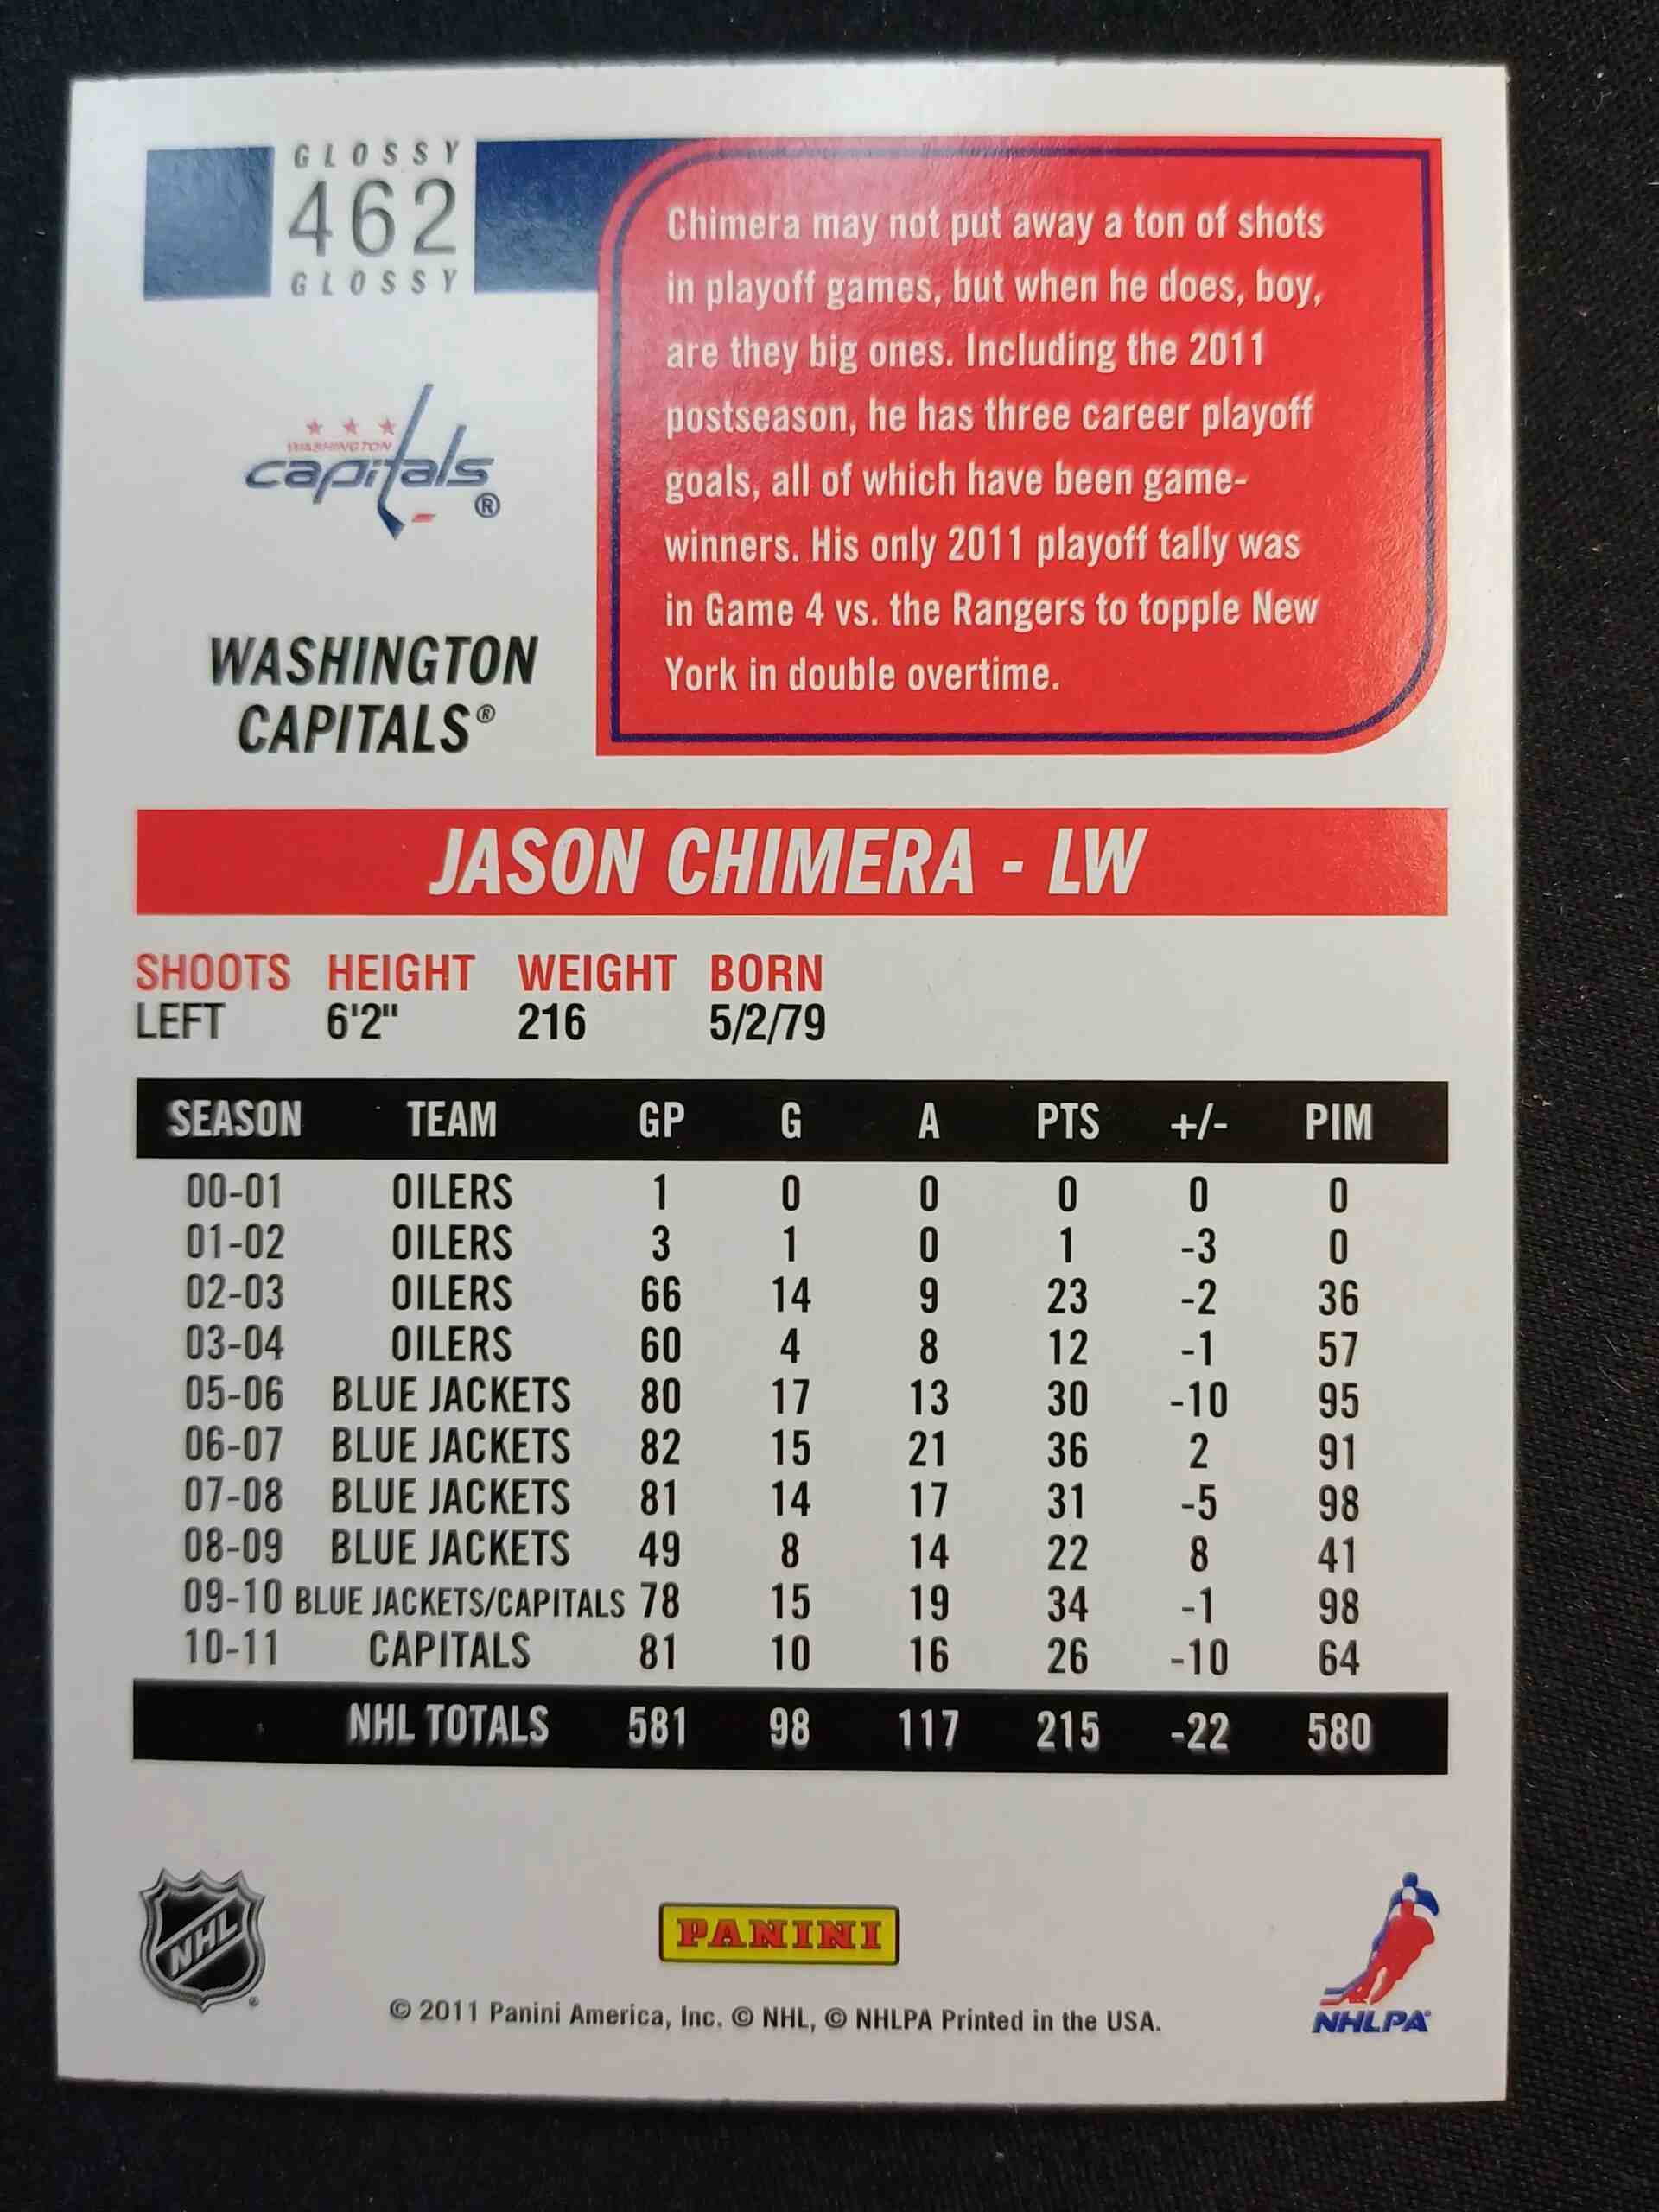 GLOSSY
462
GLOSSY
Chimera may not put away a ton of shots
in playoff games, but when he does, boy,
are they big ones. Including the 2011
postseason, he has three career playoff
goals, all of which have been game-
winners. His only 2011 playoff tally was
in Game 4 vs. the Rangers to topple New
York in double overtime.
WASHINGTON
capitals®
WASHINGTON
CAPITALS®
JASON CHIMERA - LW
SHOOTS HEIGHT WEIGHT BORN
LEFT 6'2" 216 5/2/79
SEASON TEAM GP G A PTS +/- PIM
00-01 OILERS 1 0 0 0 0 0
01-02 OILERS 3 1 0 1 -3 0
02-03 OILERS 66 14 9 23 -2 36
03-04 OILERS 60 4 8 12 -1 57
05-06 BLUE JACKETS 80 17 13 30 -10 95
06-07 BLUE JACKETS 82 15 21 36 2 91
07-08 BLUE JACKETS 81 14 17 31 -5 98
08-09 BLUE JACKETS 49 8 14 22 8 41
09-10 BLUE JACKETS/CAPITALS 78 15 19 34 -1 98
10-11 CAPITALS 81 10 16 26 -10 64
NHL TOTALS 581 98 117 215 -22 580
NHL
PANINI
© 2011 Panini America, Inc. © NHL, © NHLPA Printed in the USA.
NHLPA